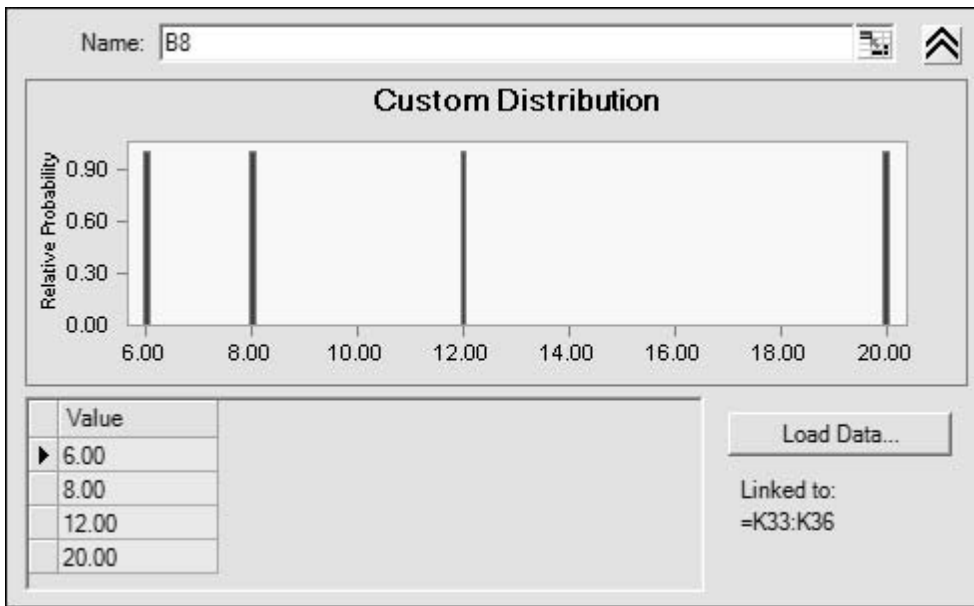 Name: B8
Custom Distribution
Relative Probability
0.90
0.60
0.30
0.00
6.00 8.00 10.00 12.00 14.00 16.00 18.00 20.00
Value
6.00
8.00
12.00
20.00
Load Data...
Linked to:
=K33:K36